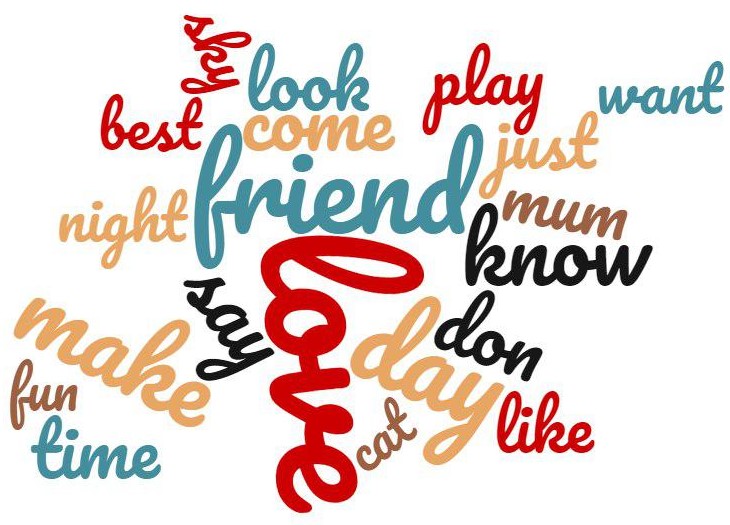 sky
look
play
want
best
come
just
friend
night
mum
know
love
say
make
day
don
fun
cat
like
time